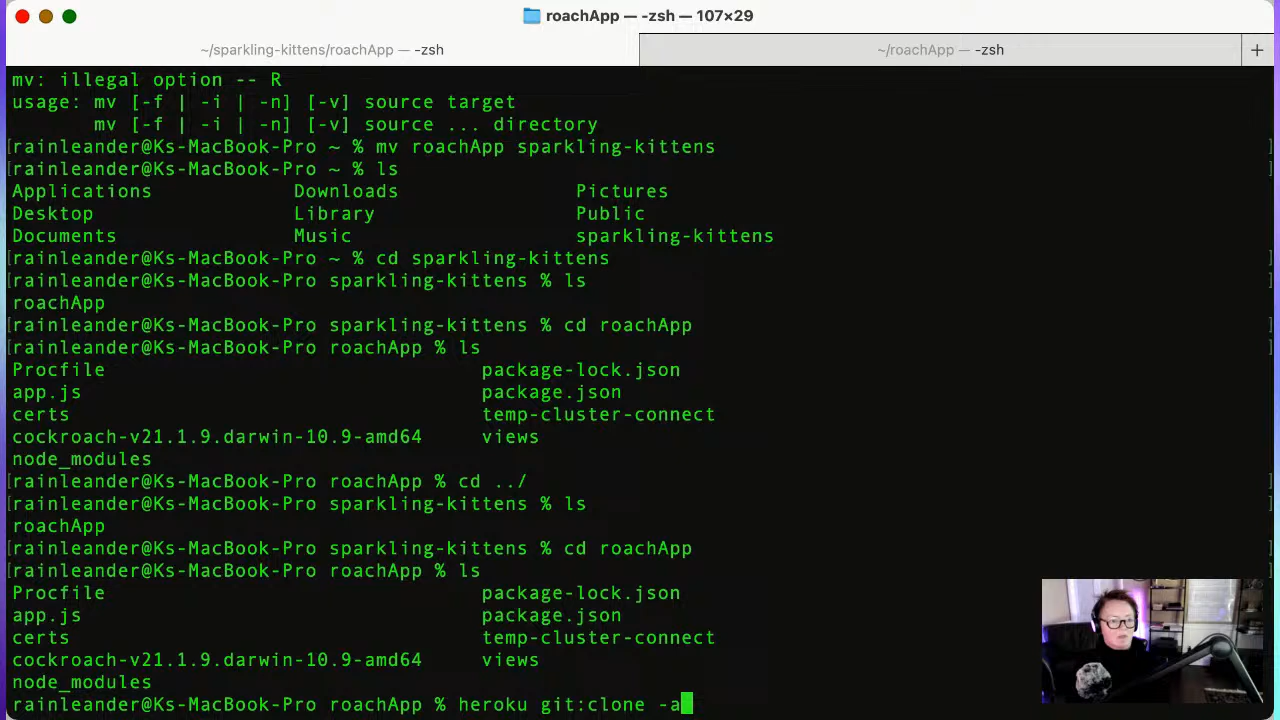 roachApp — -zsh — 107×29
~/sparkling-kittens/roachApp — -zsh ~/roachApp — -zsh +
mv: illegal option -- R
usage: mv [-f | -i | -n] [-v] source target
mv [-f | -i | -n] [-v] source ... directory
[rainleander@Ks-MacBook-Pro ~ % mv roachApp sparkling-kittens ]
[rainleander@Ks-MacBook-Pro ~ % ls ]
Applications Downloads Pictures
Desktop Library Public
Documents Music sparkling-kittens
[rainleander@Ks-MacBook-Pro ~ % cd sparkling-kittens ]
[rainleander@Ks-MacBook-Pro sparkling-kittens % ls ]
roachApp
[rainleander@Ks-MacBook-Pro sparkling-kittens % cd roachApp ]
[rainleander@Ks-MacBook-Pro roachApp % ls ]
Procfile package-lock.json
app.js package.json
certs temp-cluster-connect
cockroach-v21.1.9.darwin-10.9-amd64 views
node_modules
[rainleander@Ks-MacBook-Pro roachApp % cd ../ ]
[rainleander@Ks-MacBook-Pro sparkling-kittens % ls ]
roachApp
[rainleander@Ks-MacBook-Pro sparkling-kittens % cd roachApp ]
[rainleander@Ks-MacBook-Pro roachApp % ls ]
Procfile package-lock.json
app.js package.json
certs temp-cluster-connect
cockroach-v21.1.9.darwin-10.9-amd64 views
node_modules
rainleander@Ks-MacBook-Pro roachApp % heroku git:clone -a